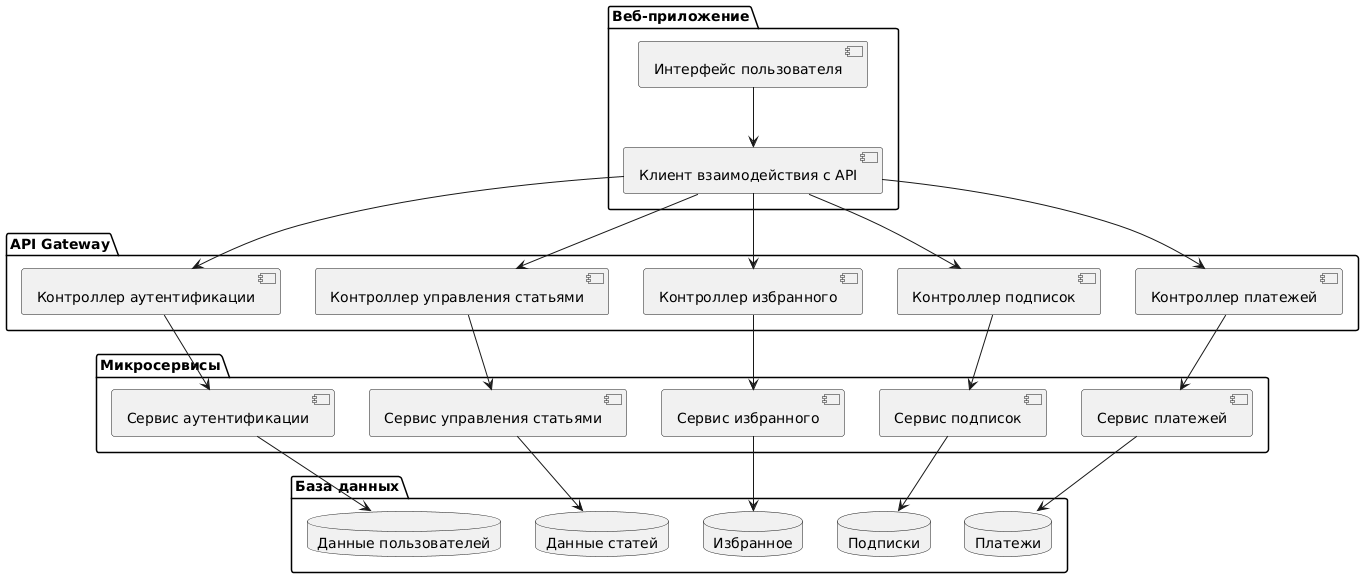 Веб-приложение
Интерфейс пользователя
Клиент взаимодействия с API
API Gateway
Контроллер аутентификации
Контроллер управления статьями
Контроллер избранного
Контроллер подписок
Контроллер платежей
Микросервисы
Сервис аутентификации
Сервис управления статьями
Сервис избранного
Сервис подписок
Сервис платежей
База данных
Данные пользователей
Данные статей
Избранное
Подписки
Платежи